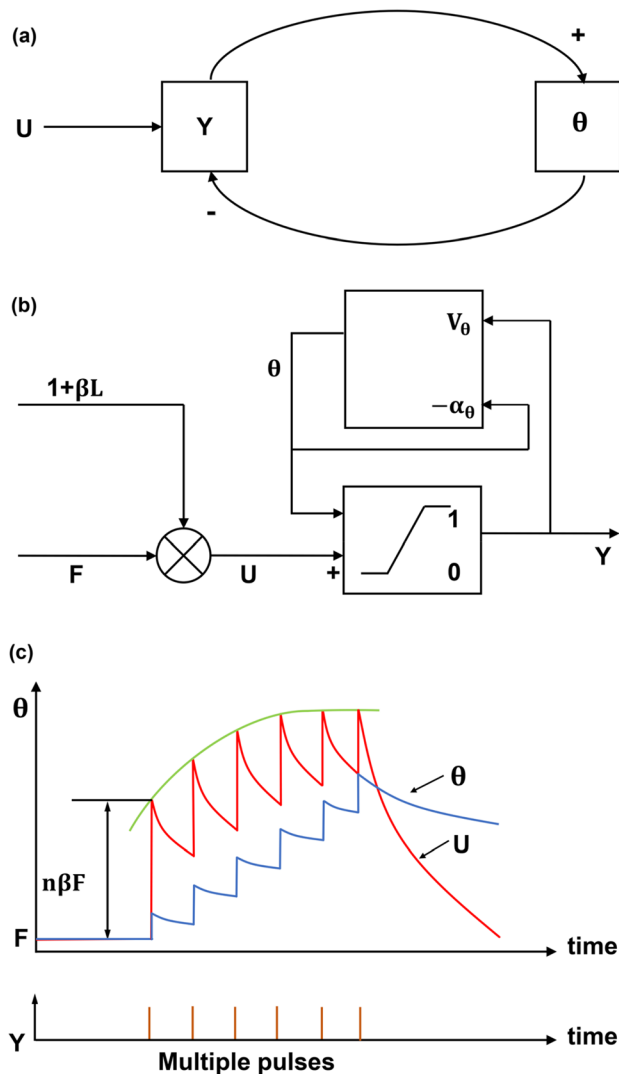 (a)
+
U
Y
θ
-
(b)
V_θ
θ
1+βL
−α_θ
1
F
U
+
0
Y
(c)
θ
θ
nβF
U
F
time
Y
time
Multiple pulses